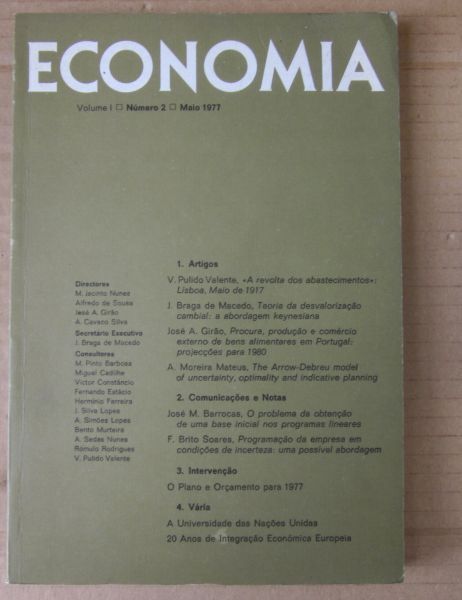 ECONOMIA
Volume I □ Número 2 □ Maio 1977
Directores
M. Jacinto Nunes
Alfredo de Sousa
José A. Girão
A. Cavaco Silva
Secretário Executivo
J. Braga de Macedo
Consultores
M. Pinto Barbosa
Miguel Cadilhe
Victor Constâncio
Fernando Estácio
Hermínio Ferreira
J. Silva Lopes
A. Simões Lopes
Bento Murteira
A. Sedas Nunes
Rómulo Rodrigues
V. Pulido Valente
1. Artigos
V. Pulido Valente, «A revolta dos abastecimentos»:
Lisboa, Maio de 1917
J. Braga de Macedo, Teoria da desvalorização
cambial: a abordagem keynesiana
José A. Girão, Procura, produção e comércio
externo de bens alimentares em Portugal:
projecções para 1980
A. Moreira Mateus, The Arrow-Debreu model
of uncertainty, optimality and indicative planning
2. Comunicações e Notas
José M. Barrocas, O problema da obtenção
de uma base inicial nos programas lineares
F. Brito Soares, Programação da empresa em
condições de incerteza: uma possível abordagem
3. Intervenção
O Plano e Orçamento para 1977
4. Vária
A Universidade das Nações Unidas
20 Anos de Integração Económica Europeia